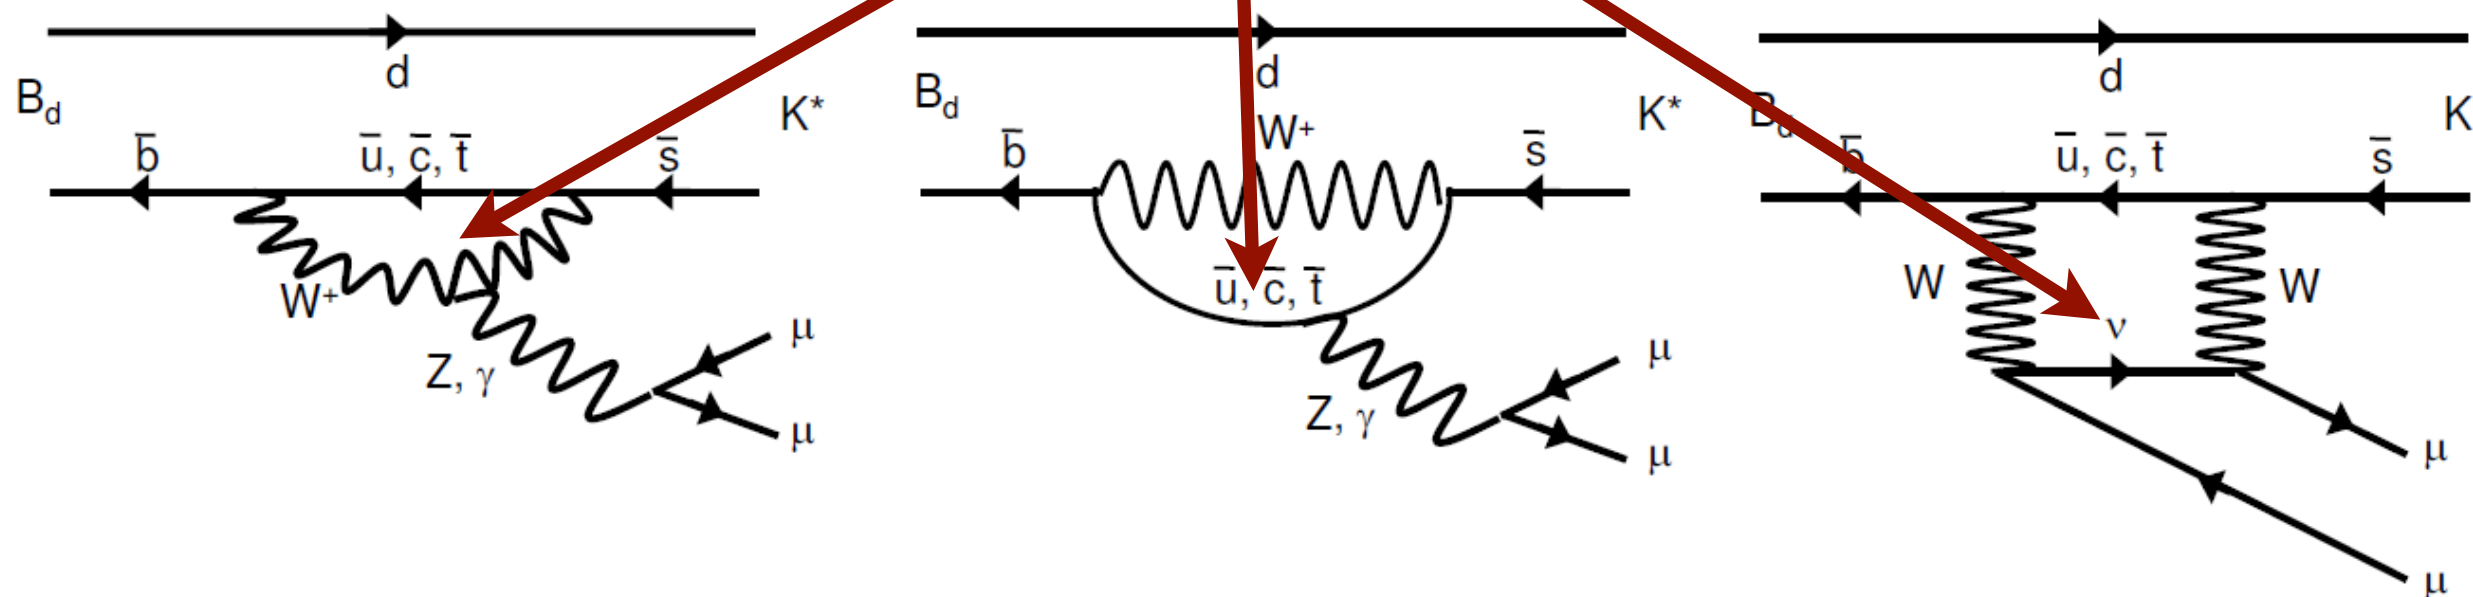 d
B_d
K*
b̄
ū, c̄, t̄
s̄
W⁺
Z, γ
μ
μ
d
B_d
K*
W⁺
b̄
s̄
ū, c̄, t̄
Z, γ
μ
μ
d
B_d
K
b̄
ū, c̄, t̄
s̄
W
W
ν
μ
μ